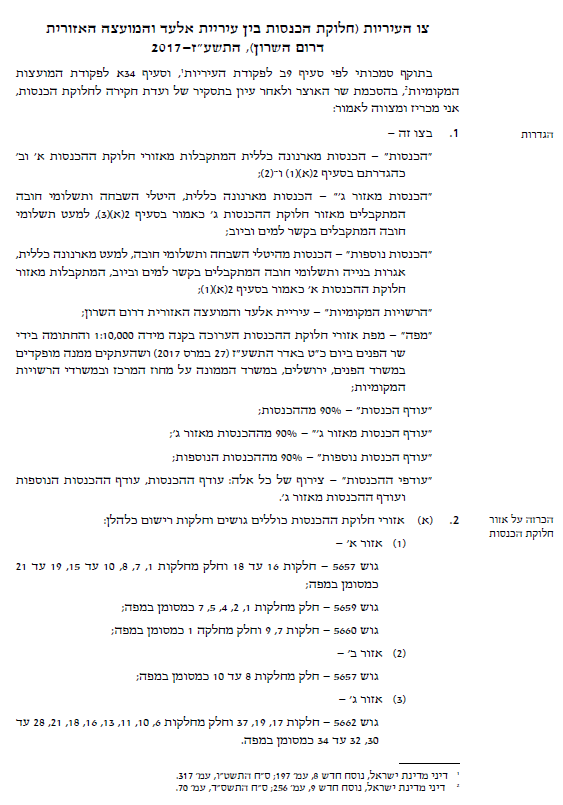 צו העיריות (חלוקת הכנסות בין עיריית אלעד והמועצה האזורית
דרום השרון), התשע"ז–2017
בתוקף סמכותי לפי סעיף 9ב לפקודת העיריות¹, וסעיף 34א לפקודת המועצות
המקומיות², בהסכמת שר האוצר ולאחר עיון בתסקיר של ועדת חקירה לחלוקת הכנסות,
אני מכריז ומצווה לאמור:
הגדרות
1. בצו זה –
"הכנסות" – הכנסות מארנונה כללית המתקבלות מאזורי חלוקת ההכנסות א' וב'
כהגדרתם בסעיף 2(א)(1) ו־(2);
"הכנסות מאזור ג'" – הכנסות מארנונה כללית, היטלי השבחה ותשלומי חובה
המתקבלים מאזור חלוקת ההכנסות ג' כאמור בסעיף 2(א)(3), למעט תשלומי
חובה המתקבלים בקשר למים וביוב;
"הכנסות נוספות" – הכנסות מהיטלי השבחה ותשלומי חובה, למעט מארנונה כללית,
אגרות בנייה ותשלומי חובה המתקבלים בקשר למים וביוב, המתקבלות מאזור
חלוקת ההכנסות א' כאמור בסעיף 2(א)(1);
"הרשויות המקומיות" – עיריית אלעד והמועצה האזורית דרום השרון;
"מפה" – מפת אזורי חלוקת ההכנסות הערוכה בקנה מידה 1:10,000 והחתומה בידי
שר הפנים ביום כ"ט באדר התשע"ז (27 במרס 2017) ושהעתקים ממנה מופקדים
במשרד הפנים, ירושלים, במשרד הממונה על מחוז המרכז ובמשרדי הרשויות
המקומיות;
"עודף הכנסות" – 90% מההכנסות;
"עודף הכנסות מאזור ג'" – 90% מההכנסות מאזור ג';
"עודף הכנסות נוספות" – 90% מההכנסות הנוספות;
"עודפי ההכנסות" – צירוף של כל אלה: עודף ההכנסות, עודף ההכנסות הנוספות
ועודף ההכנסות מאזור ג'.
הכרזה על אזור
חלוקת הכנסות
2. (א) אזורי חלוקת ההכנסות כוללים גושים וחלקות רישום כלהלן:
(1) אזור א' –
גוש 5657 – חלקות 16 עד 18 וחלק מחלקות 1, 7, 8, 10 עד 15, 19 עד 21
כמסומן במפה;
גוש 5659 – חלק מחלקות 1, 2, 4, 5, 7 כמסומן במפה;
גוש 5660 – חלקות 7, 9 וחלק מחלקה 1 כמסומן במפה;
(2) אזור ב' –
גוש 5657 – חלק מחלקות 8 עד 10 כמסומן במפה;
(3) אזור ג' –
גוש 5662 – חלקות 17, 19, 37 וחלק מחלקות 6, 10, 11, 13, 16, 18, 21, 28 עד
30, 32 עד 34 כמסומן במפה.
¹ דיני מדינת ישראל, נוסח חדש 8, עמ' 197; ס"ח התשט"ו, עמ' 317.
² דיני מדינת ישראל, נוסח חדש 9, עמ' 256; ס"ח התשס"ד, עמ' 70.